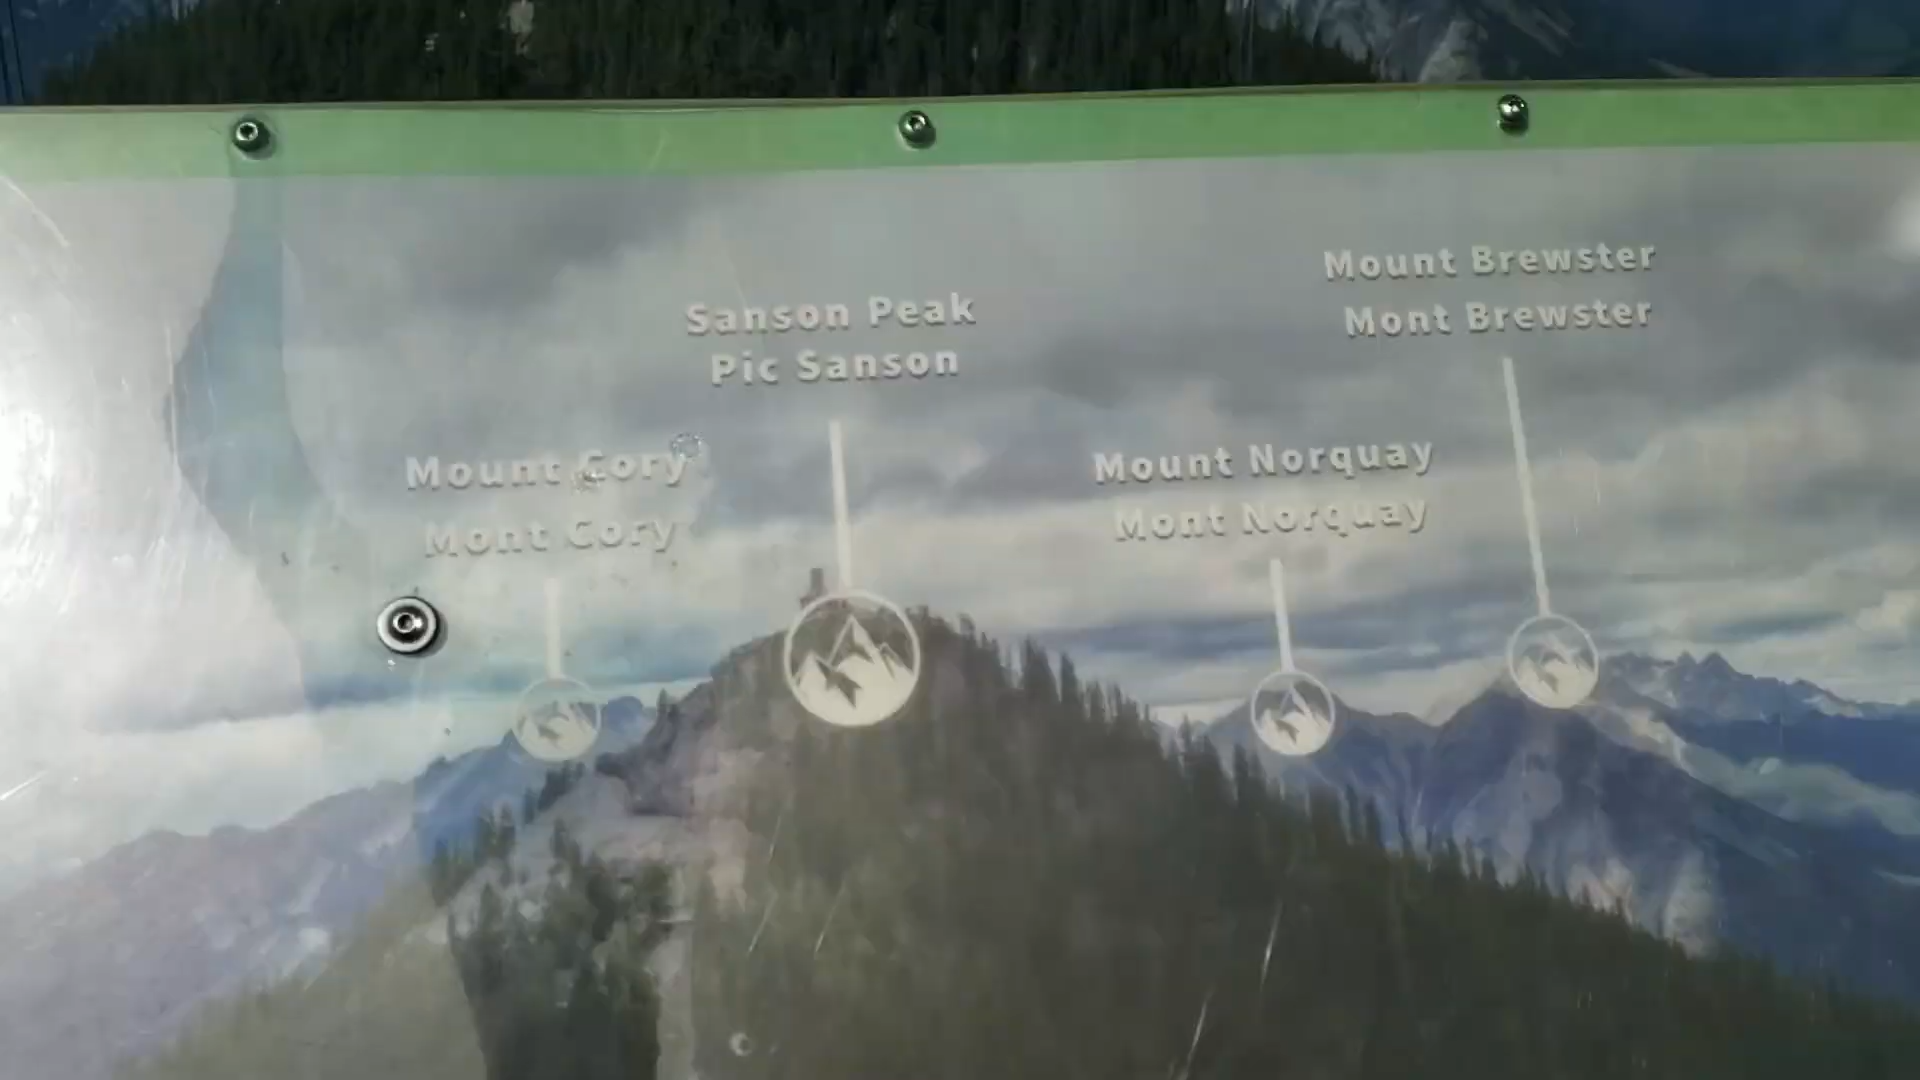 Mount Brewster
Mont Brewster
Sanson Peak
Pic Sanson
Mount Cory
Mont Cory
Mount Norquay
Mont Norquay